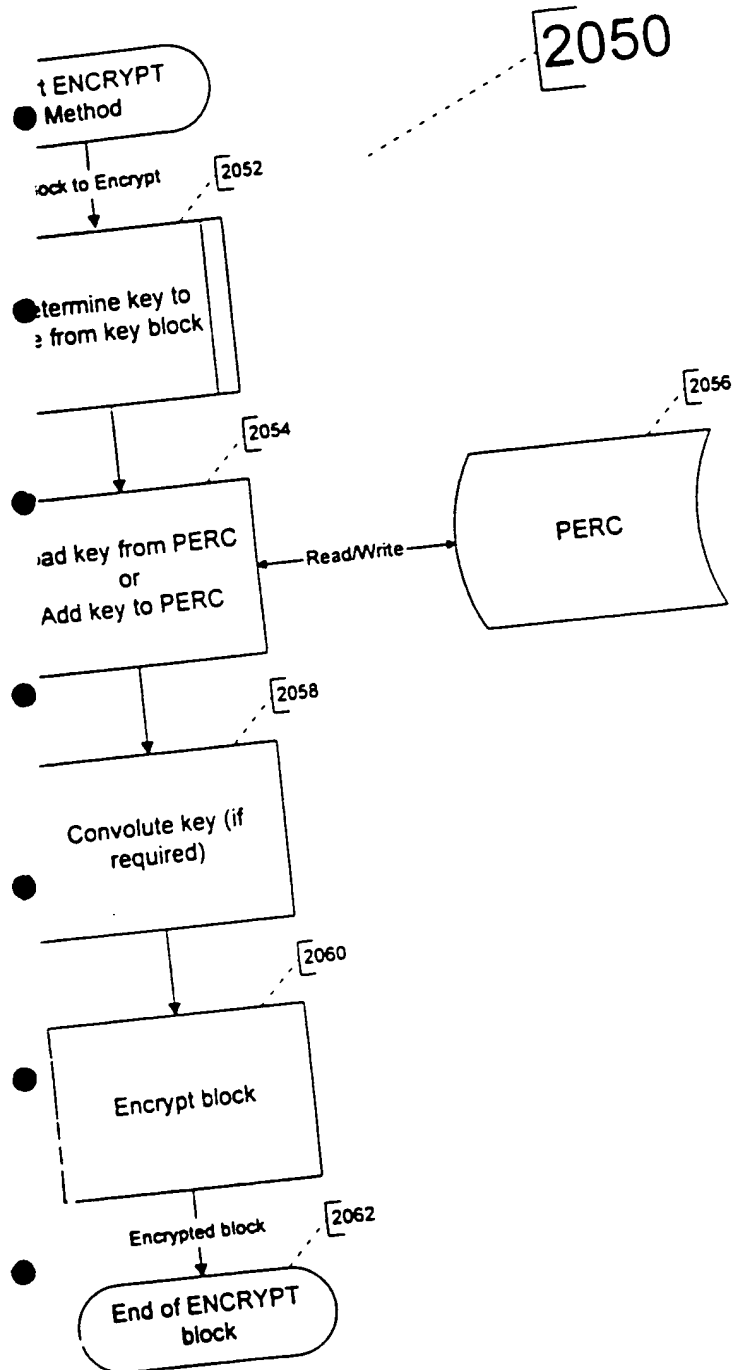 2050
t ENCRYPT
Method
ock to Encrypt
2052
etermine key to
e from key block
2054
2056
ad key from PERC
or
Add key to PERC
Read/Write
PERC
2058
Convolute key (if
required)
2060
Encrypt block
Encrypted block
2062
End of ENCRYPT
block